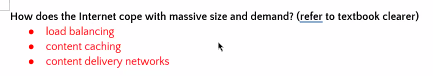 How does the Internet cope with massive size and demand? (refer to textbook clearer)
• load balancing
• content caching
• content delivery networks